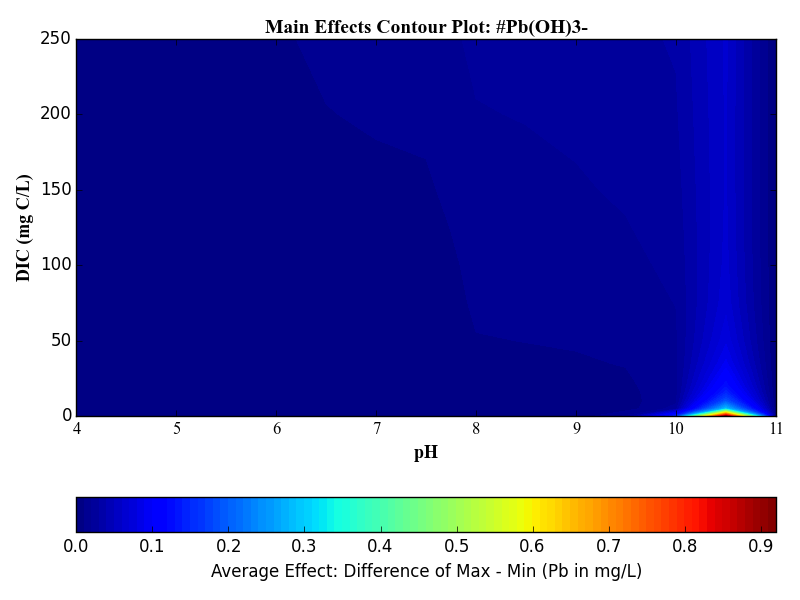 Main Effects Contour Plot: #Pb(OH)3-
250
200
150
100
50
0
DIC (mg C/L)
4 5 6 7 8 9 10 11
pH
0.0 0.1 0.2 0.3 0.4 0.5 0.6 0.7 0.8 0.9
Average Effect: Difference of Max - Min (Pb in mg/L)